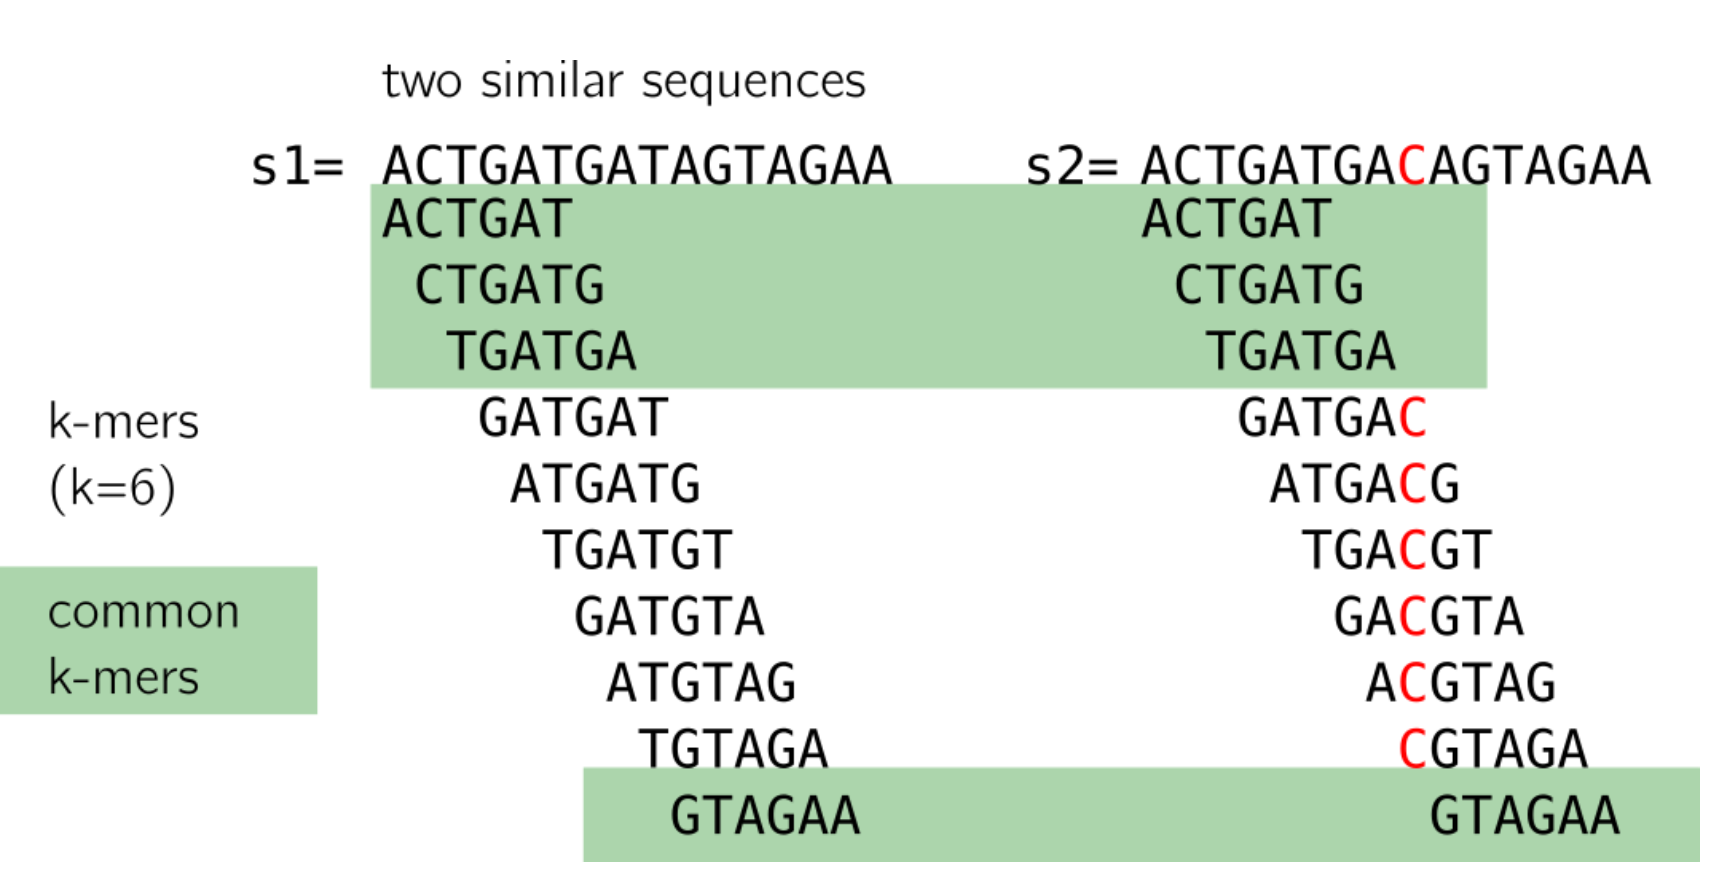 two similar sequences
s1= ACTGATGATAGTAGAA s2= ACTGATGACAGTAGAA
ACTGAT ACTGAT
CTGATG CTGATG
TGATGA TGATGA
k-mers GATGAT GATGAC
(k=6) ATGATG ATGACG
TGATGT TGACGT
common GATGTA GACGTA
k-mers ATGTAG ACGTAG
TGTAGA CGTAGA
GTAGAA GTAGAA